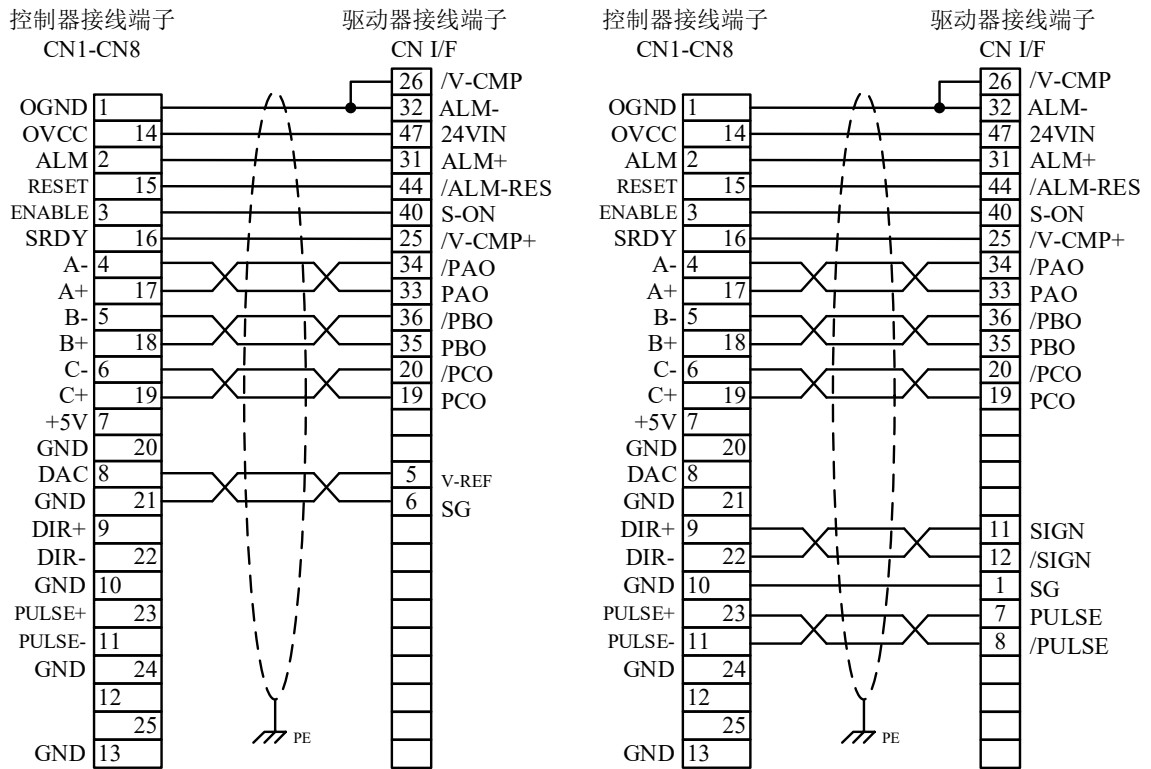 控制器接线端子 驱动器接线端子
CN1-CN8 CN I/F
26 /V-CMP
OGND 1 32 ALM-
OVCC 14 47 24VIN
ALM 2 31 ALM+
RESET 15 44 /ALM-RES
ENABLE 3 40 S-ON
SRDY 16 25 /V-CMP+
A- 4 34 /PAO
A+ 17 33 PAO
B- 5 36 /PBO
B+ 18 35 PBO
C- 6 20 /PCO
C+ 19 19 PCO
+5V 7
GND 20
DAC 8 5 V-REF
GND 21 6 SG
DIR+ 9
DIR- 22
GND 10
PULSE+ 23
PULSE- 11
GND 24
12
25
GND 13
PE
控制器接线端子 驱动器接线端子
CN1-CN8 CN I/F
26 /V-CMP
OGND 1 32 ALM-
OVCC 14 47 24VIN
ALM 2 31 ALM+
RESET 15 44 /ALM-RES
ENABLE 3 40 S-ON
SRDY 16 25 /V-CMP+
A- 4 34 /PAO
A+ 17 33 PAO
B- 5 36 /PBO
B+ 18 35 PBO
C- 6 20 /PCO
C+ 19 19 PCO
+5V 7
GND 20
DAC 8
GND 21
DIR+ 9 11 SIGN
DIR- 22 12 /SIGN
GND 10 1 SG
PULSE+ 23 7 PULSE
PULSE- 11 8 /PULSE
GND 24
12
25
GND 13
PE